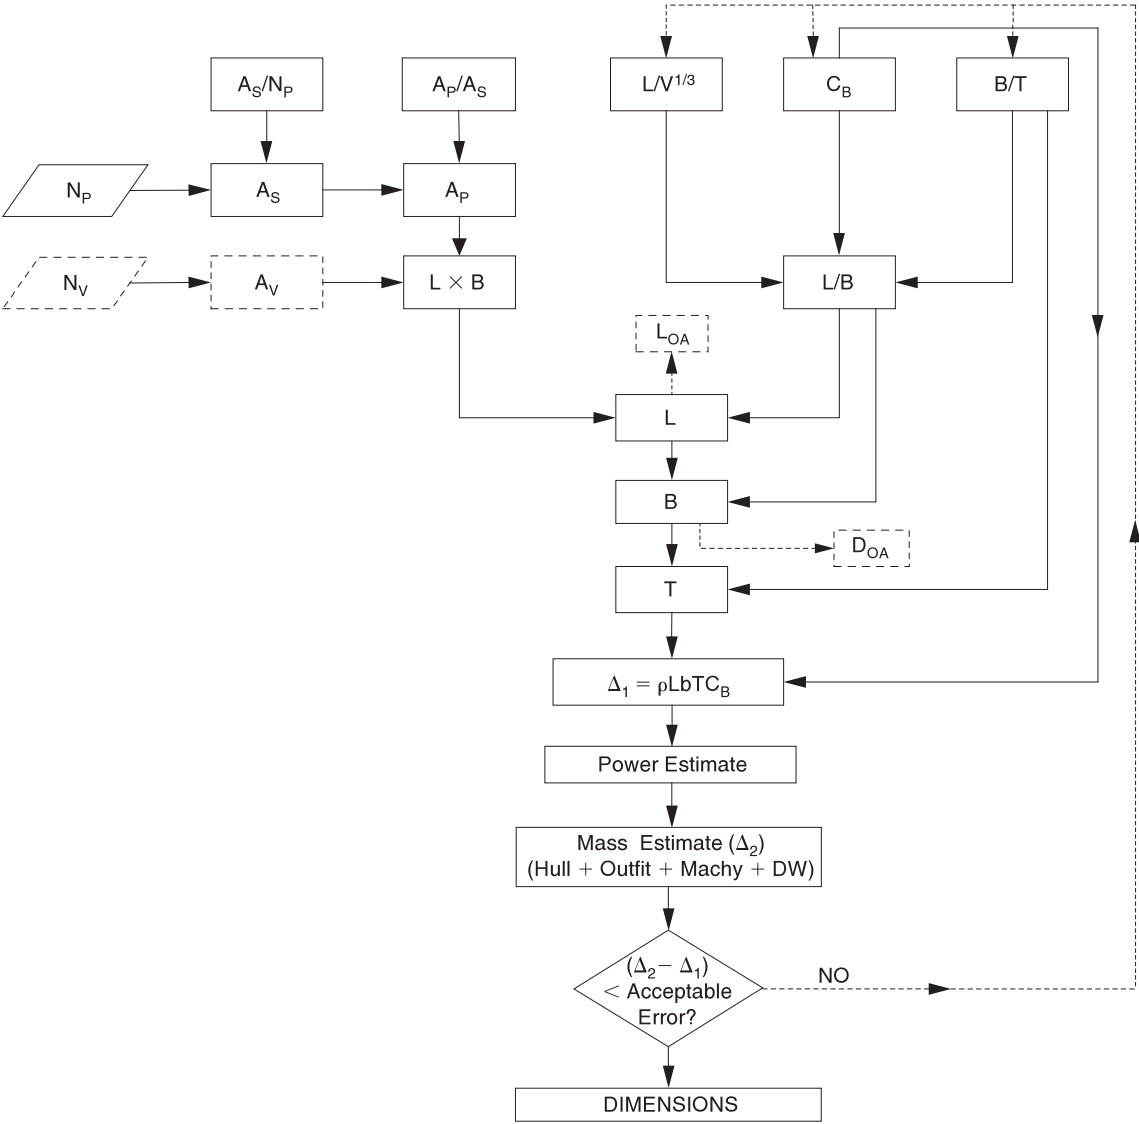 A_S/N_P
A_P/A_S
L/V^1/3
C_B
B/T
N_P
A_S
A_P
N_V
A_V
L × B
L/B
L_OA
L
B
D_OA
T
Δ_1 = ρLbTC_B
Power Estimate
Mass Estimate (Δ_2)
(Hull + Outfit + Machy + DW)
(Δ_2 – Δ_1)
< Acceptable
Error?
NO
DIMENSIONS